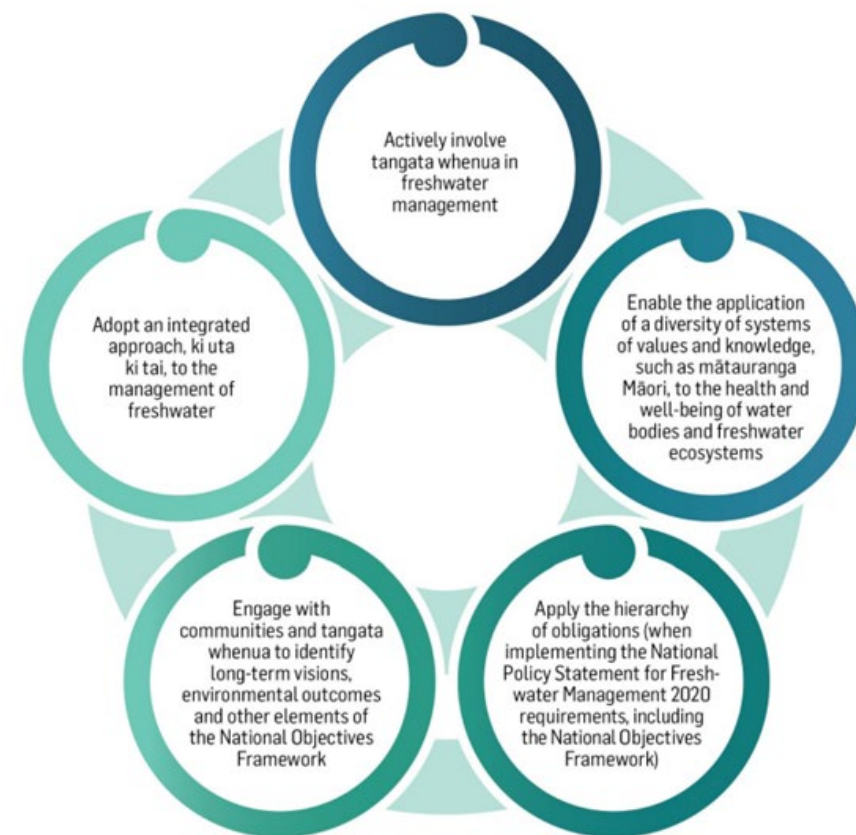 Actively involve
tangata whenua in
freshwater
management
Enable the application
of a diversity of systems
of values and knowledge,
such as mātauranga
Māori, to the health and
well-being of water
bodies and freshwater
ecosystems
Apply the hierarchy
of obligations (when
implementing the National
Policy Statement for Fresh-
water Management 2020
requirements, including
the National Objectives
Framework)
Engage with
communities and tangata
whenua to identify
long-term visions,
environmental outcomes
and other elements of
the National Objectives
Framework
Adopt an integrated
approach, ki uta
ki tai, to the
management of
freshwater